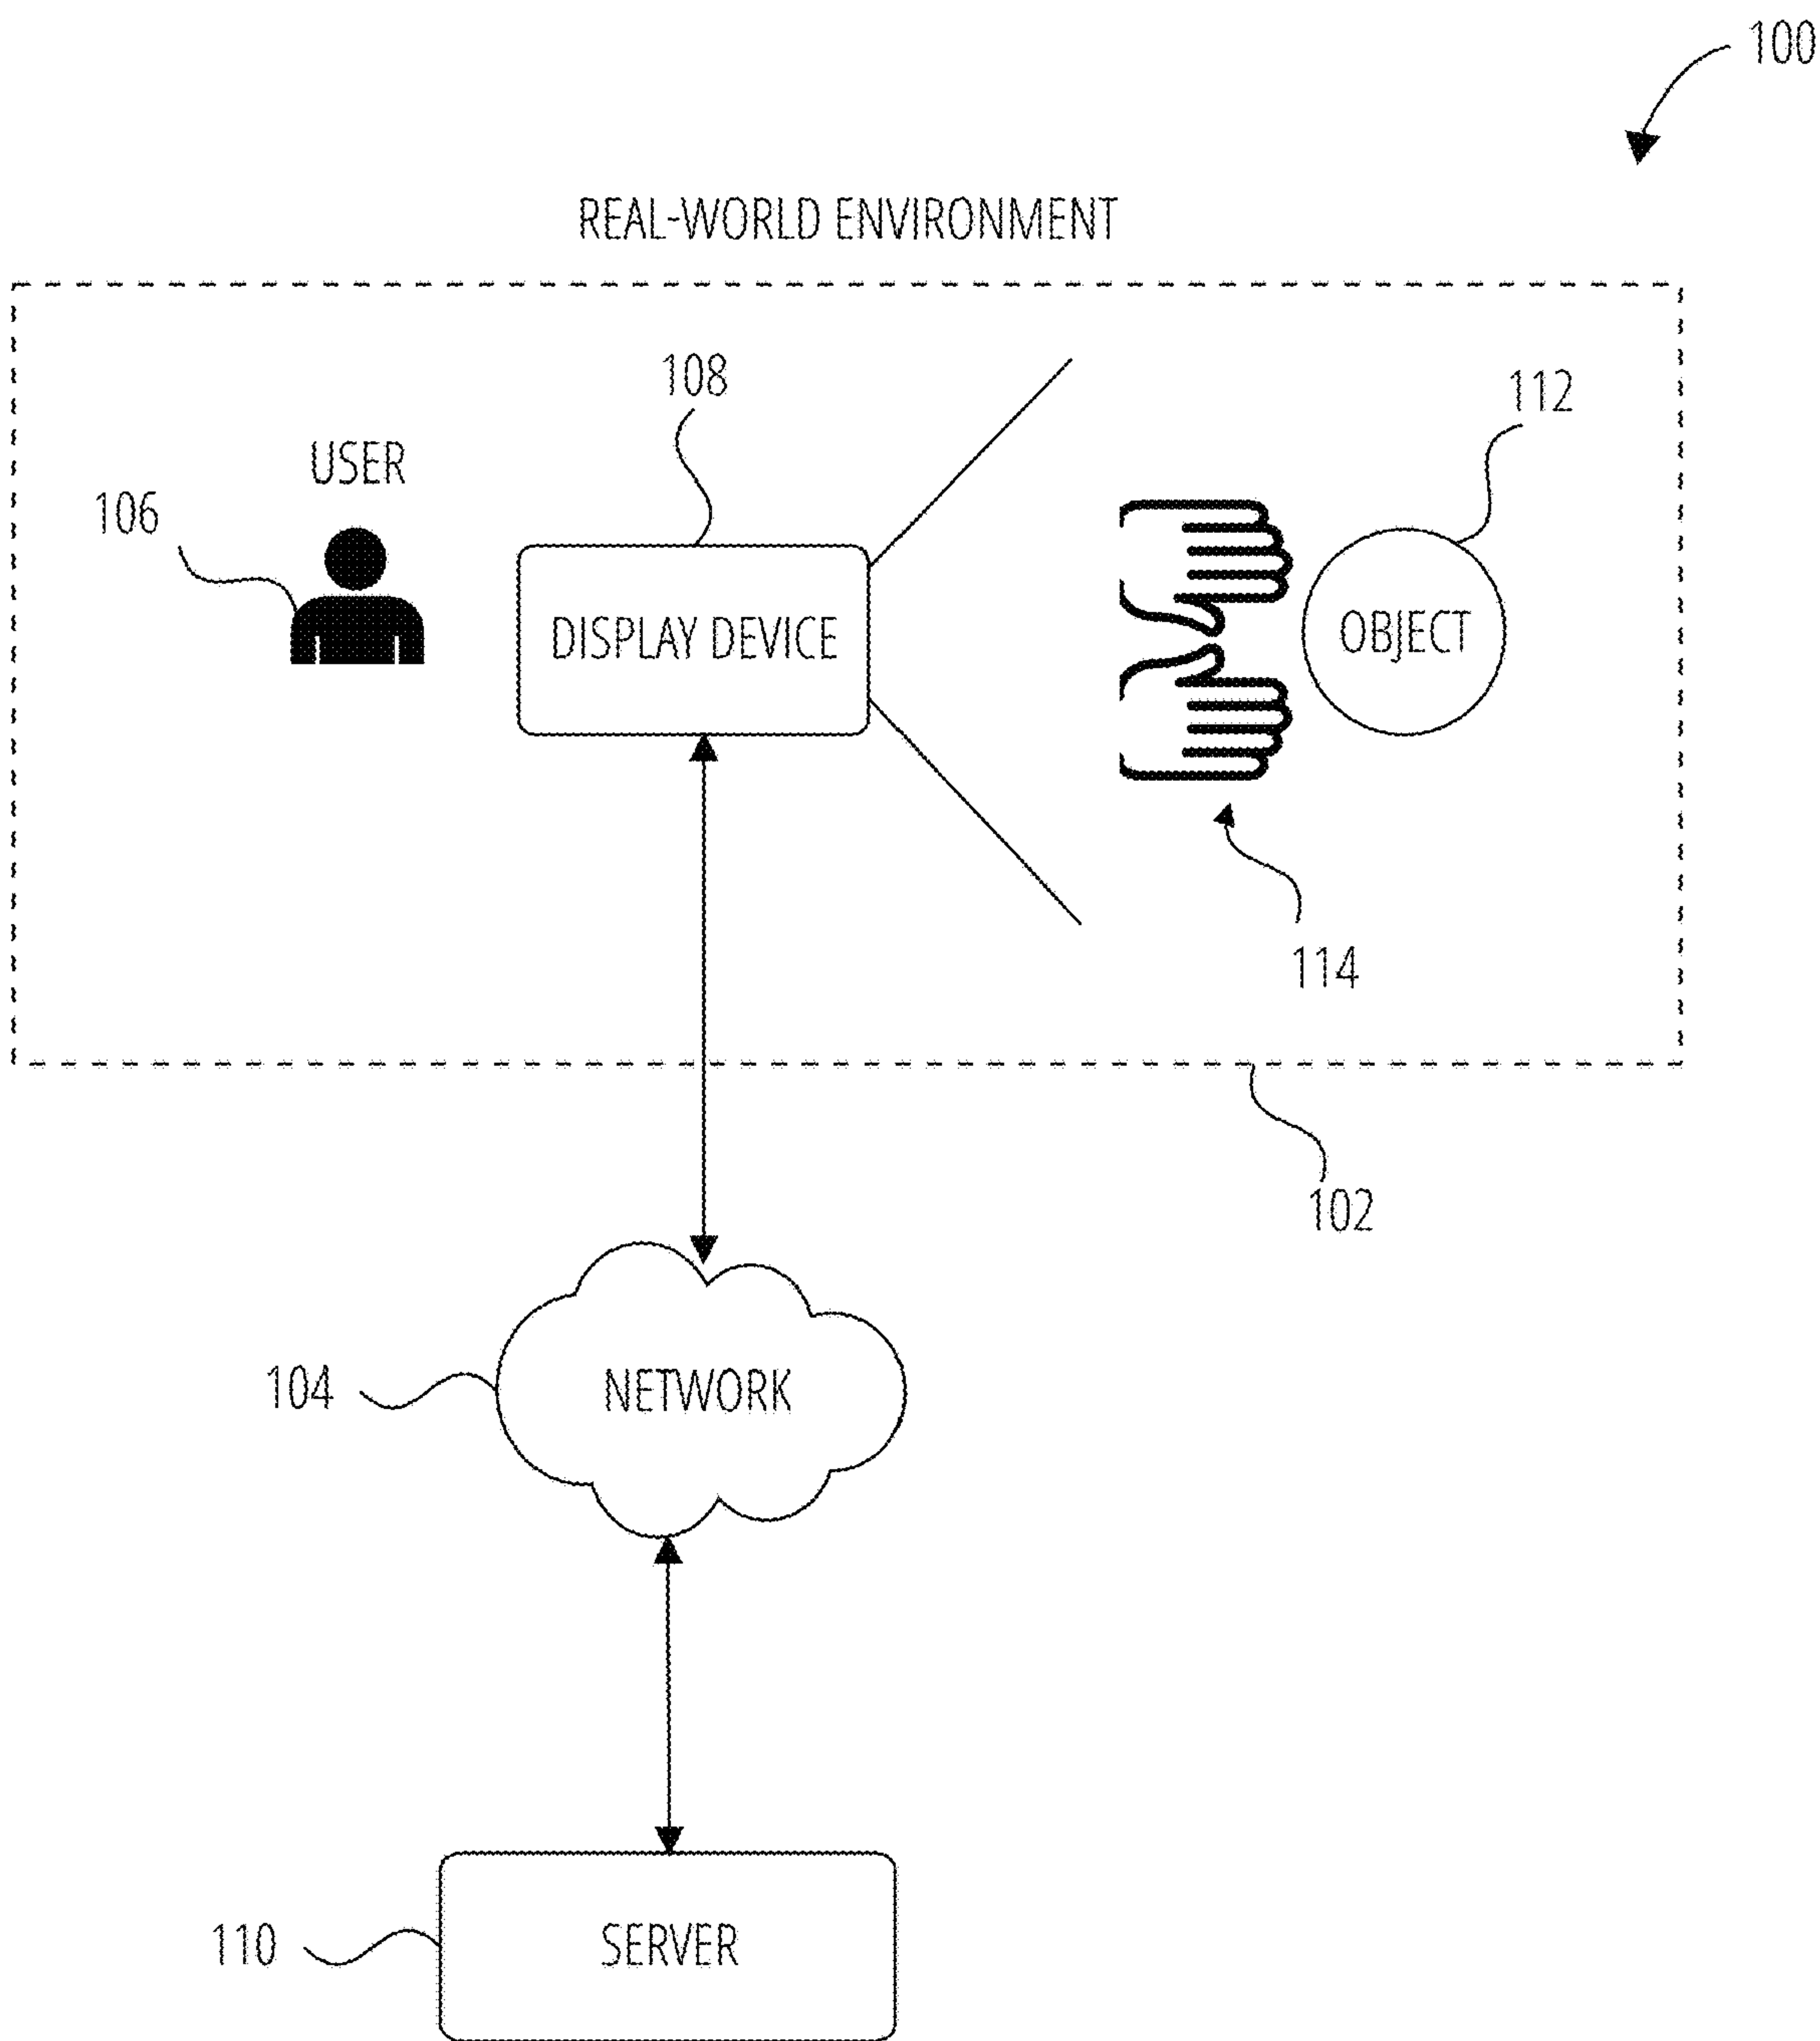 100
REAL-WORLD ENVIRONMENT
108
112
USER
106
DISPLAY DEVICE
OBJECT
114
102
104
NETWORK
110
SERVER